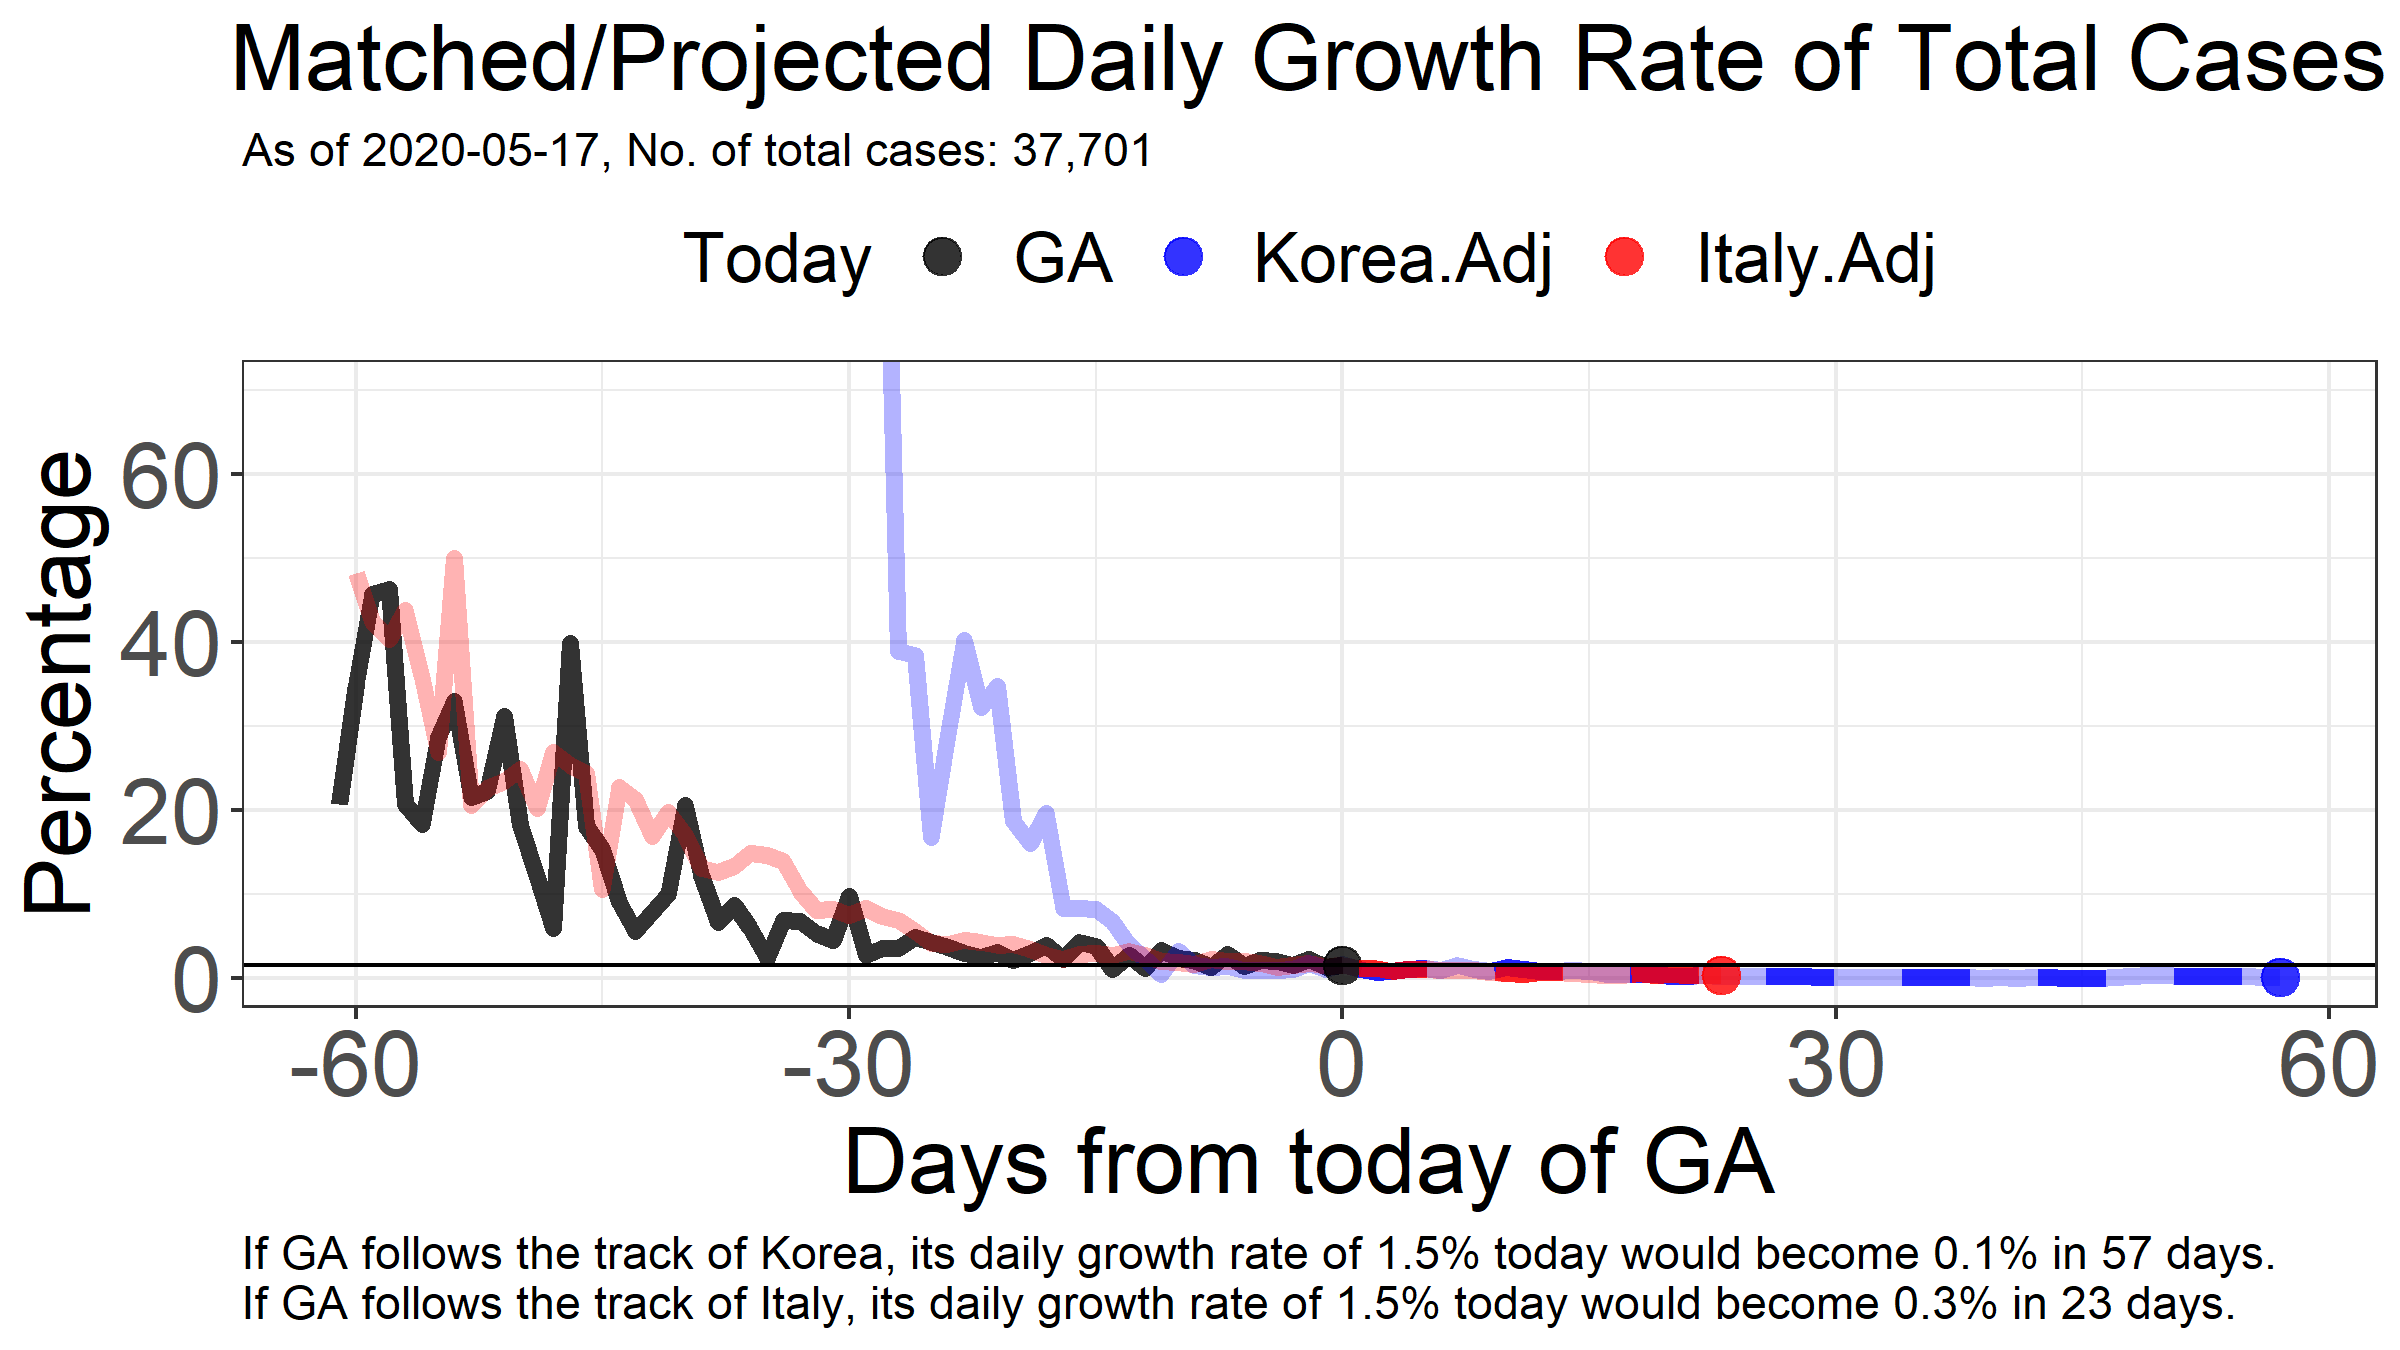 Matched/Projected Daily Growth Rate of Total Cases
As of 2020-05-17, No. of total cases: 37,701
Today GA Korea.Adj Italy.Adj
Percentage
60
40
20
0
-60 -30 0 30 60
Days from today of GA
If GA follows the track of Korea, its daily growth rate of 1.5% today would become 0.1% in 57 days.
If GA follows the track of Italy, its daily growth rate of 1.5% today would become 0.3% in 23 days.